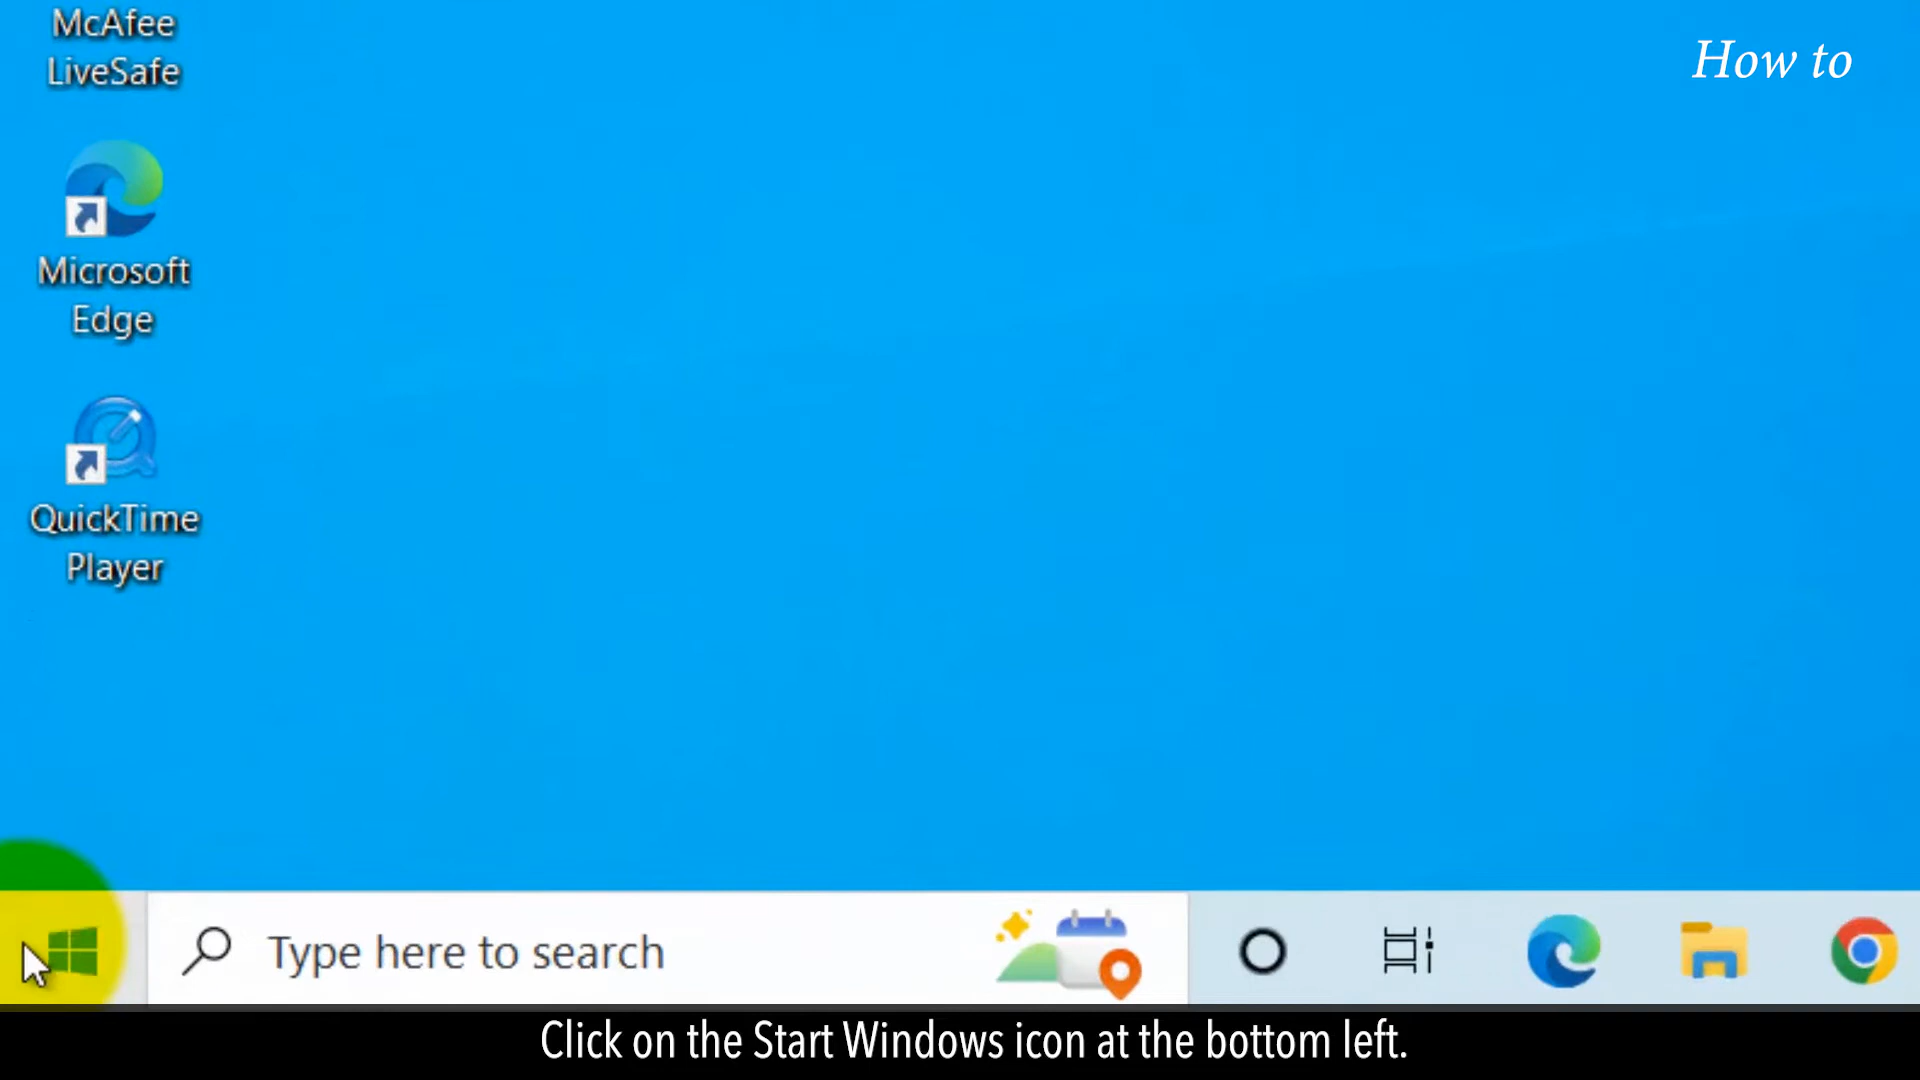 McAfee
LiveSafe
How to
Microsoft
Edge
QuickTime
Player
Type here to search
Click on the Start Windows icon at the bottom left.